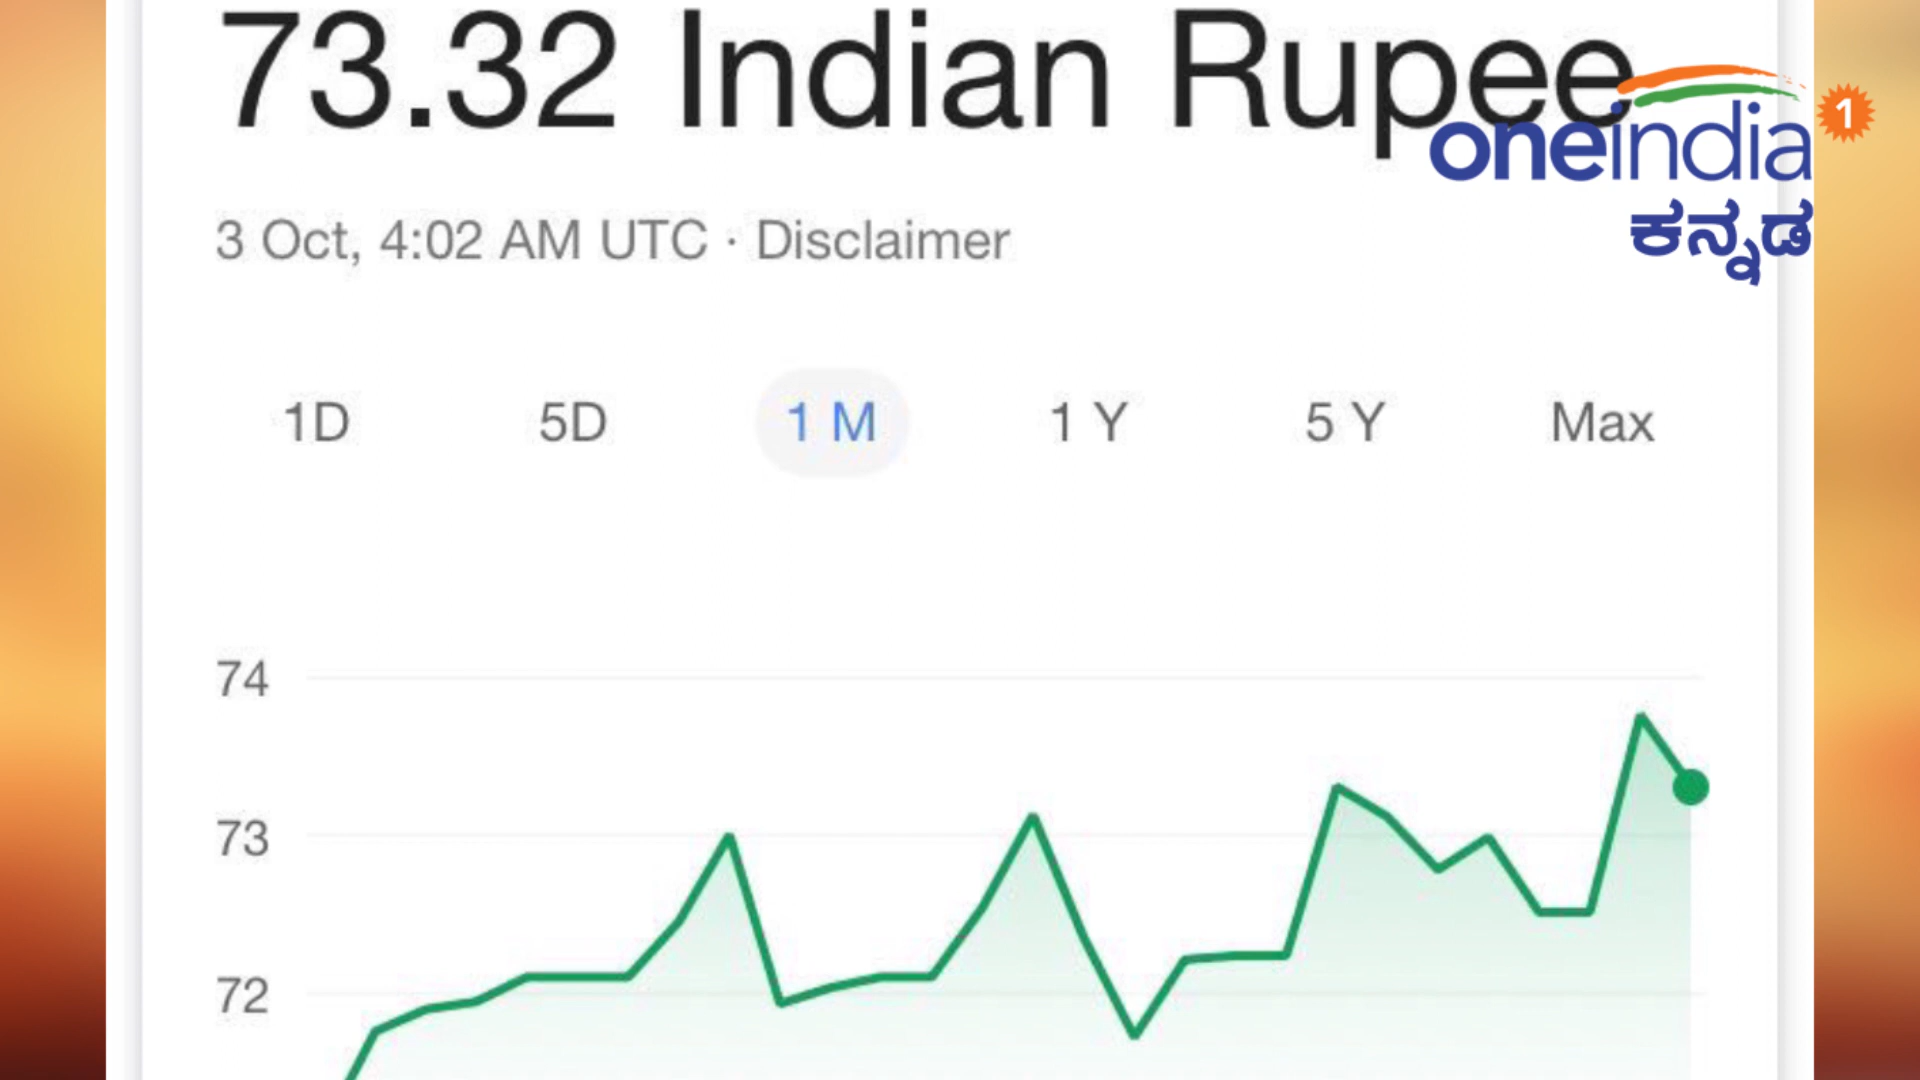 73.32 Indian Rupee
oneindia 1
ಕನ್ನಡ
3 Oct, 4:02 AM UTC · Disclaimer
1D 5D 1 M 1 Y 5 Y Max
74
73
72